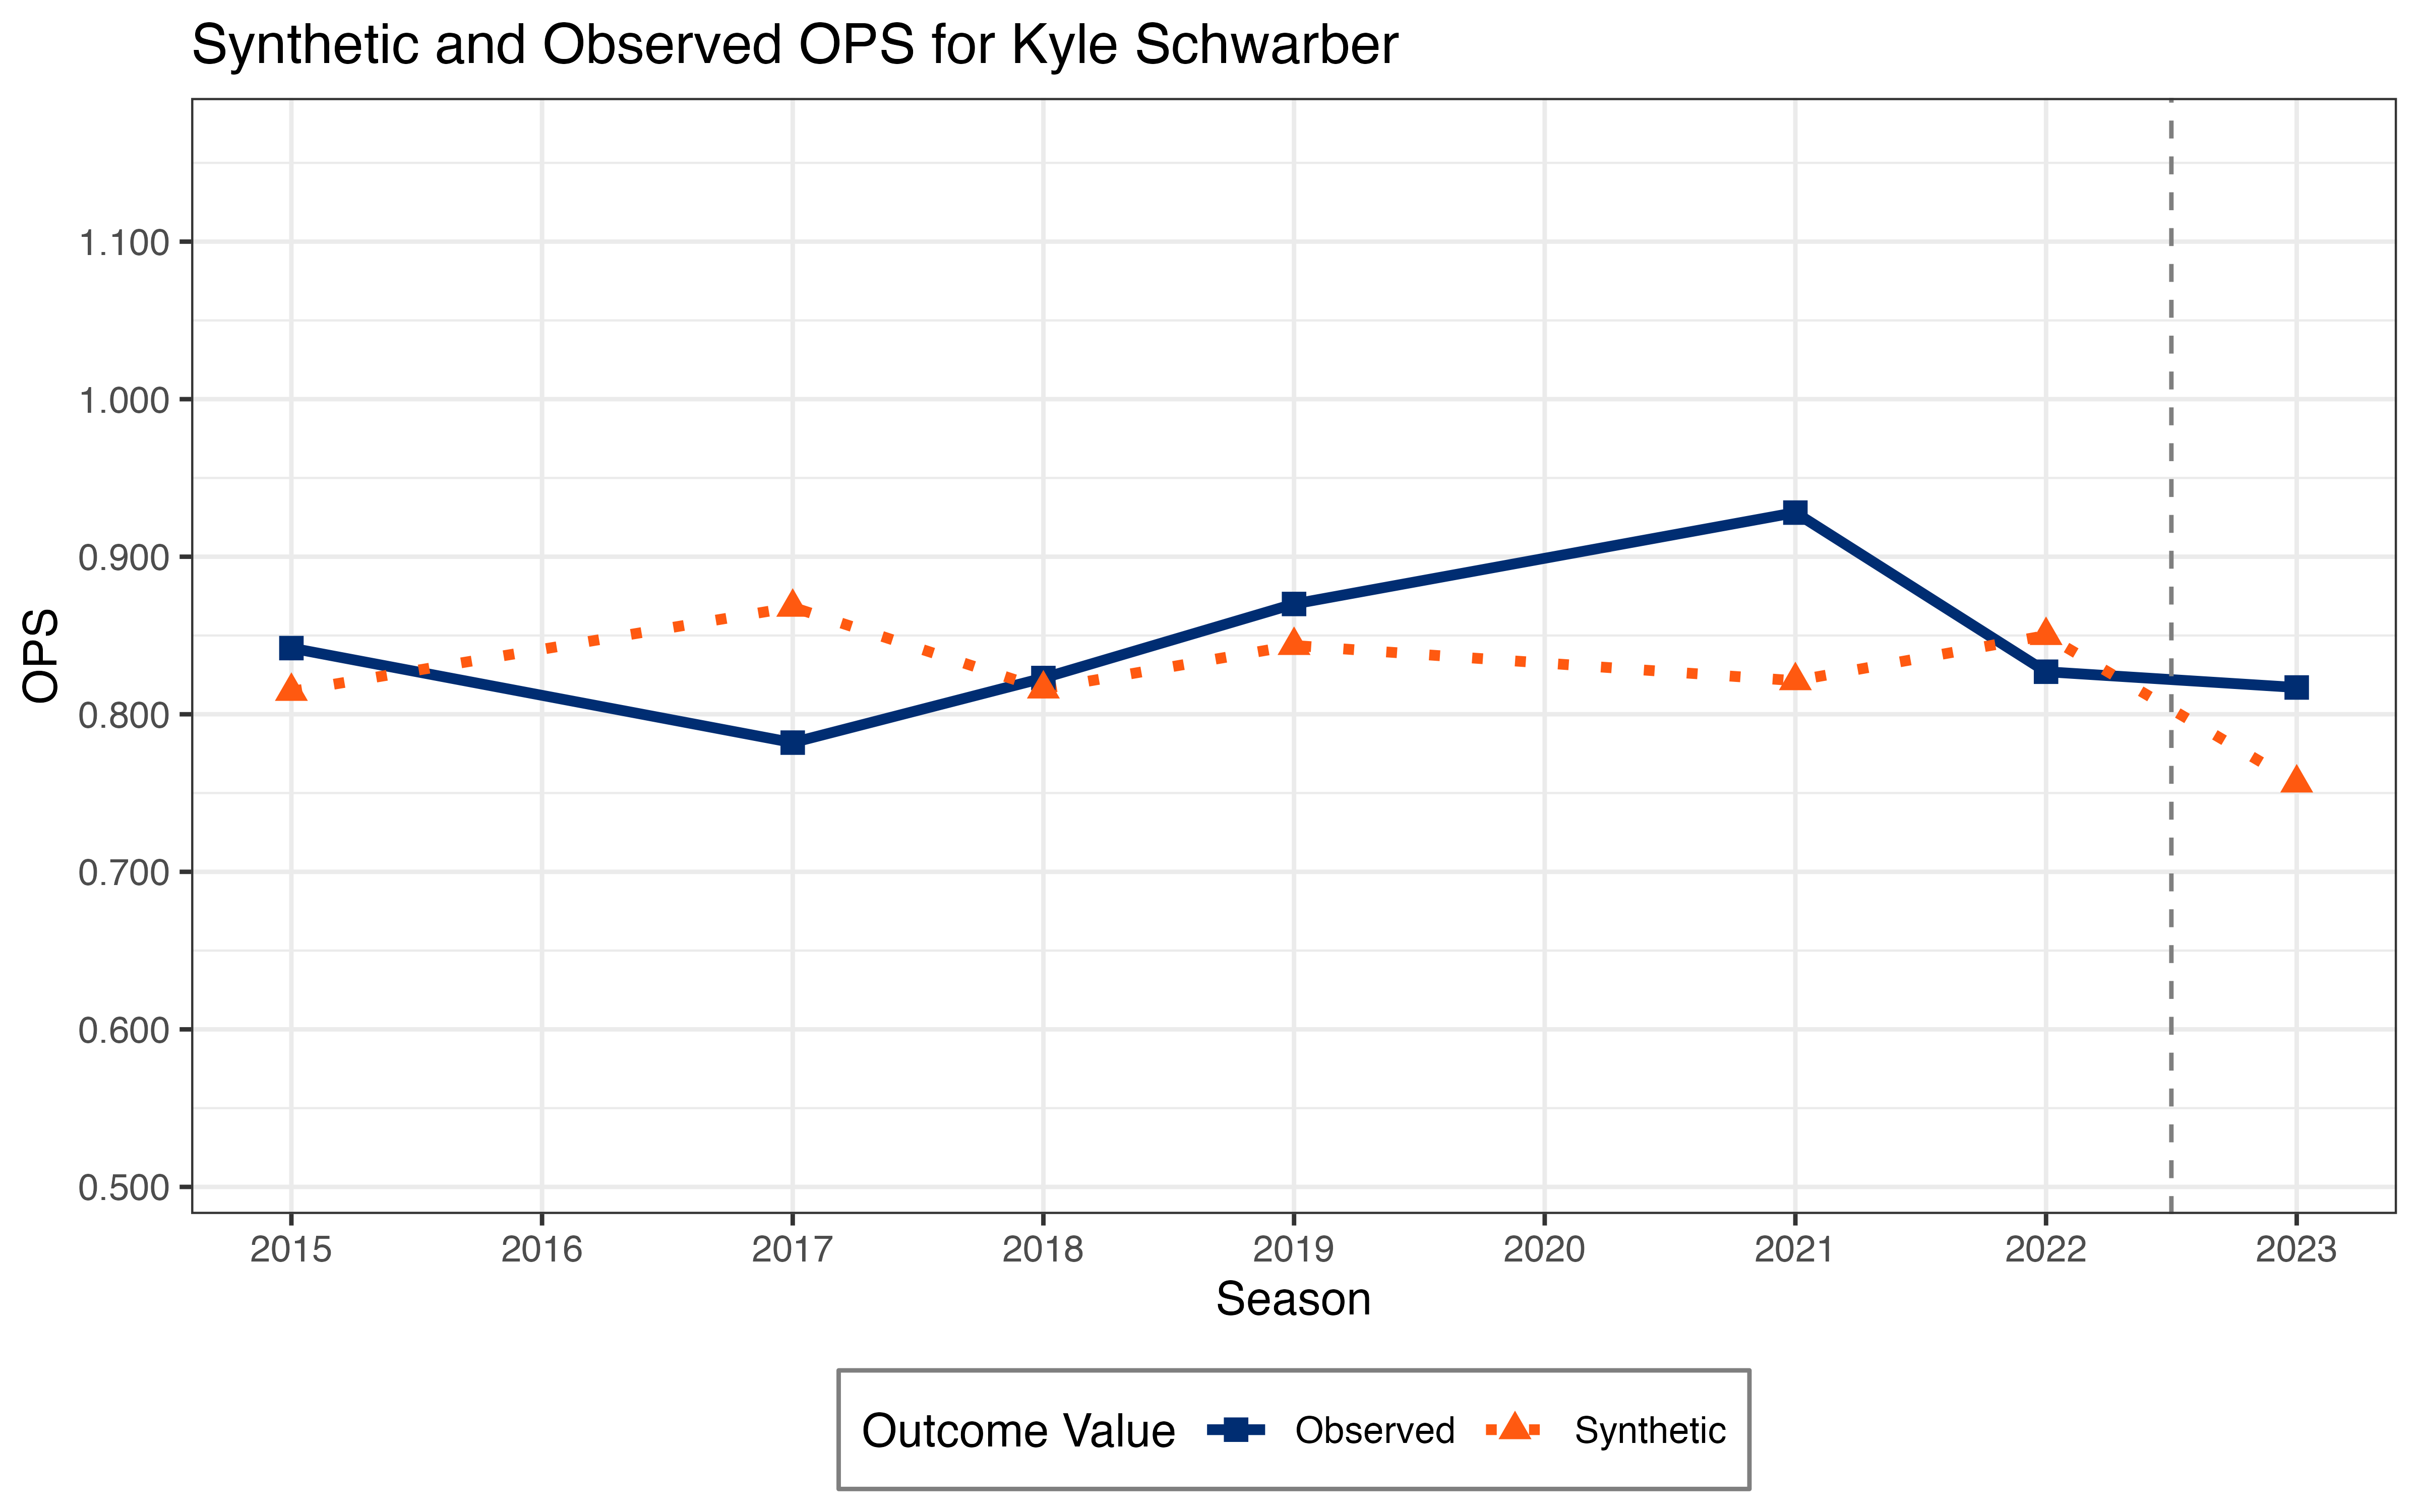 Synthetic and Observed OPS for Kyle Schwarber
OPS
1.100
1.000
0.900
0.800
0.700
0.600
0.500
2015 2016 2017 2018 2019 2020 2021 2022 2023
Season
Outcome Value Observed Synthetic